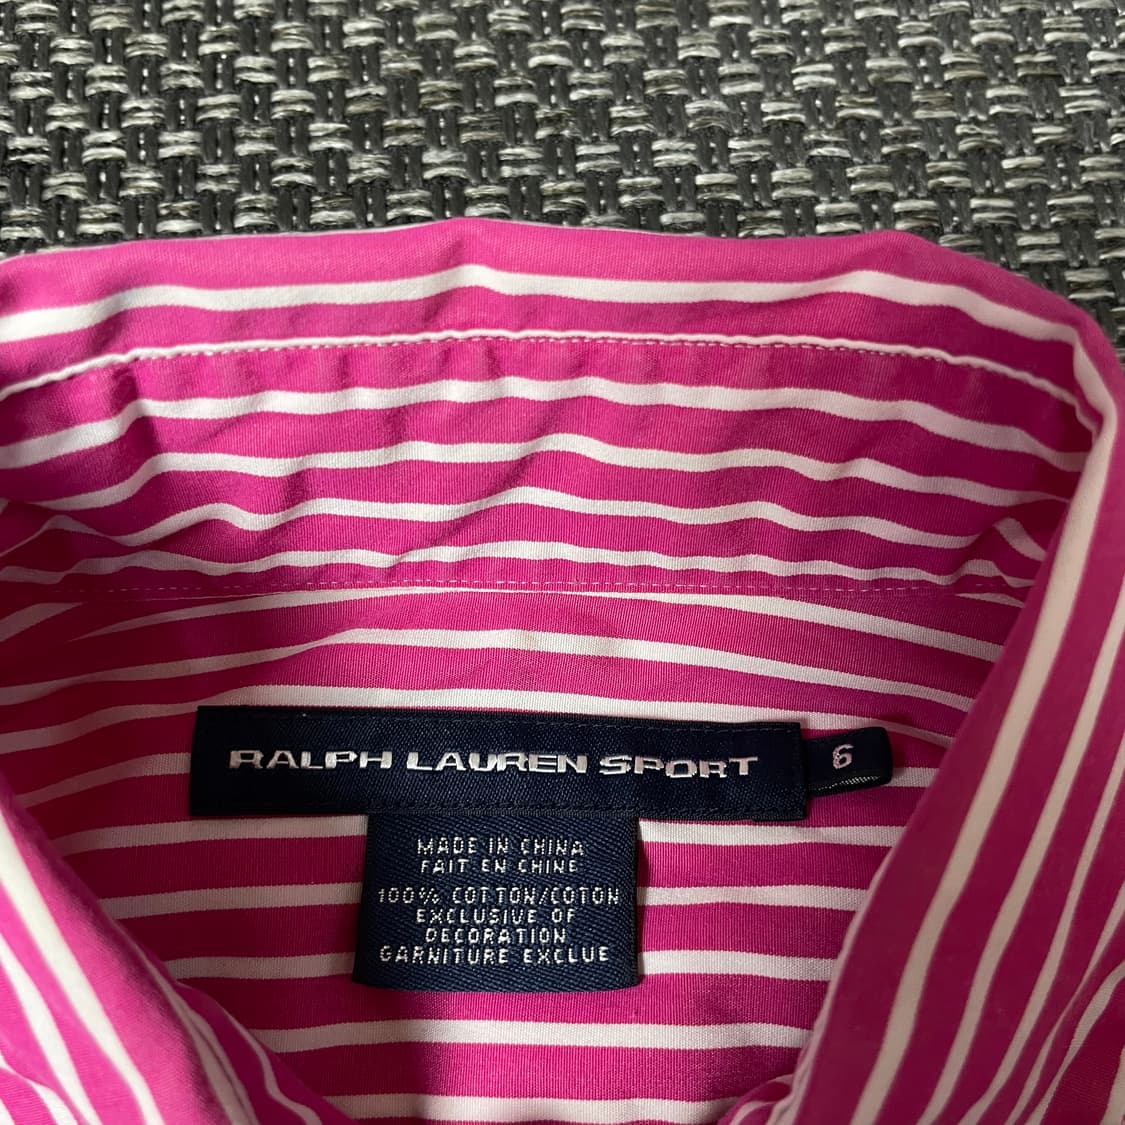 RALPH LAUREN SPORT
6
MADE IN CHINA
FAIT EN CHINE
100% COTTON/COTON
EXCLUSIVE OF
DECORATION
GARNITURE EXCLUE